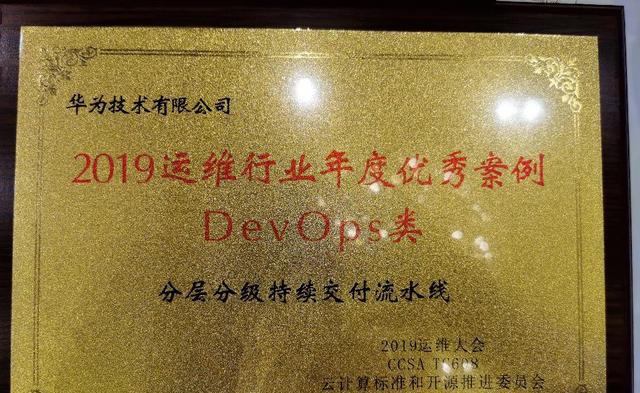 华为技术有限公司
2019运维行业年度优秀案例
DevOps类
分层分级持续交付流水线
2019运维大会
CCSA TC608
云计算标准和开源推进委员会